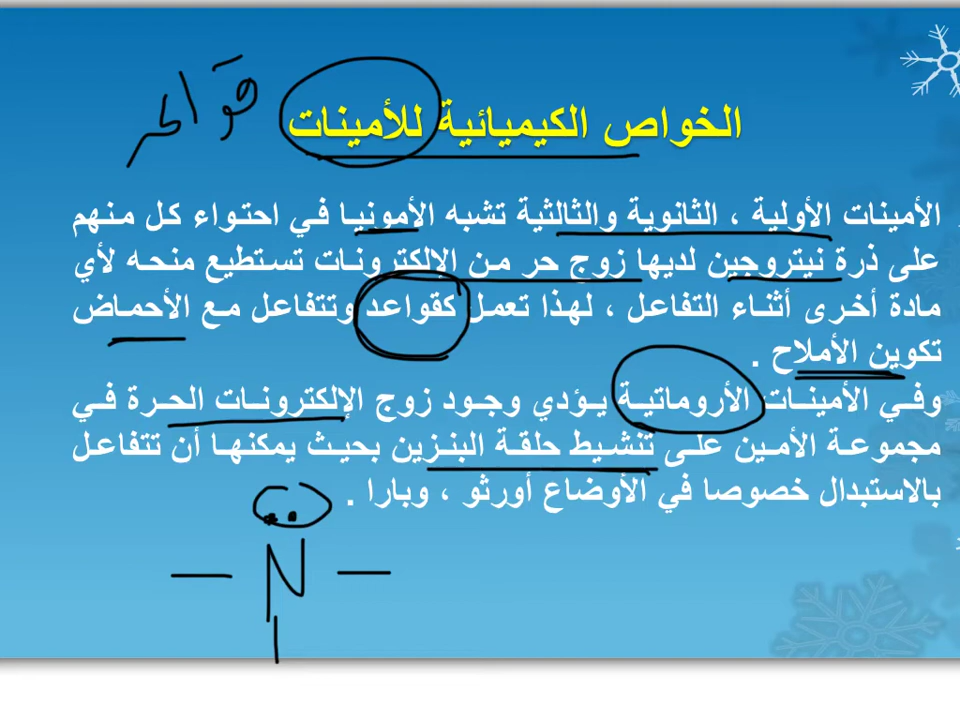 الخواص الكيميائية للأمينات
الأمينات الأولية ، الثانوية والثالثية تشبه الأمونيا في احتواء كل منهم
على ذرة نيتروجين لديها زوج حر من الإلكترونات تستطيع منحه لأي
مادة أخرى أثناء التفاعل ، لهذا تعمل كقواعد وتتفاعل مع الأحماض
تكوين الأملاح .
وفي الأمينات الأروماتية يؤدي وجود زوج الإلكترونات الحرة في
مجموعة الأمين على تنشيط حلقة البنزين بحيث يمكنها أن تتفاعل
بالاستبدال خصوصا في الأوضاع أورثو ، وبارا .
N